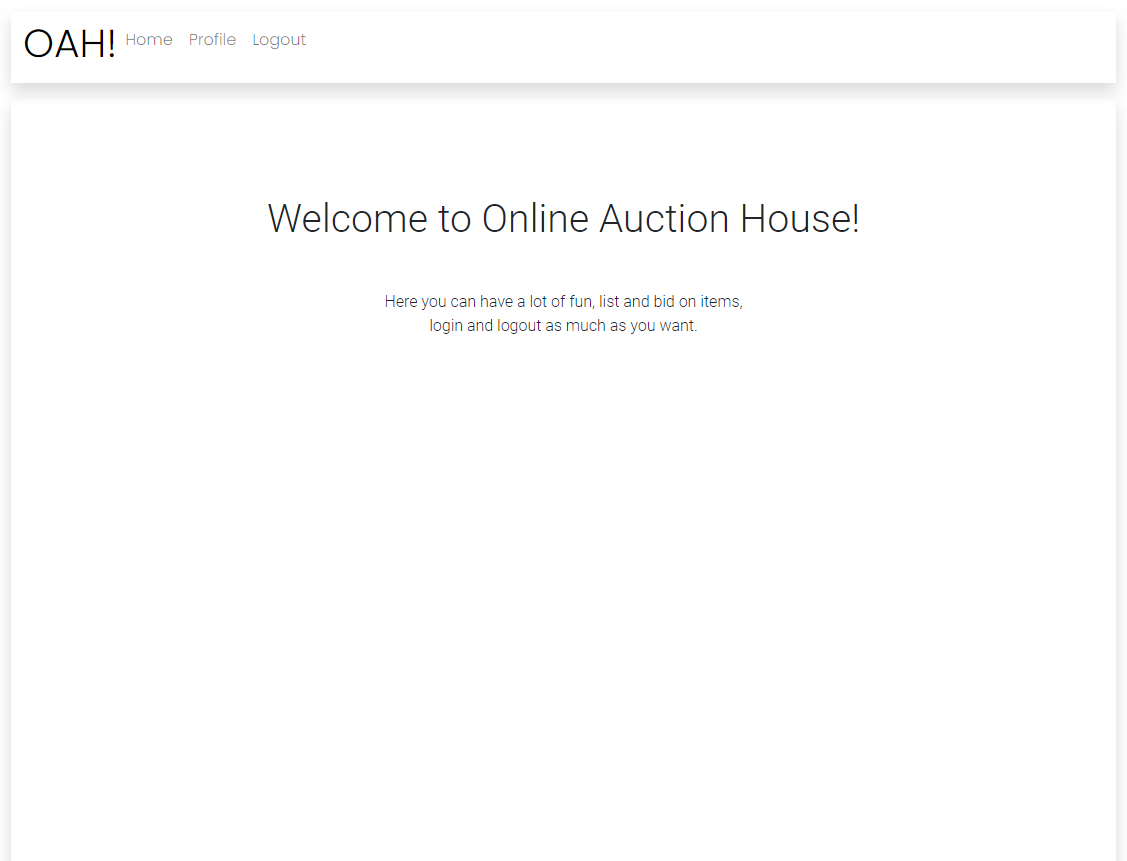 OAH! Home Profile Logout
Welcome to Online Auction House!
Here you can have a lot of fun, list and bid on items,
login and logout as much as you want.